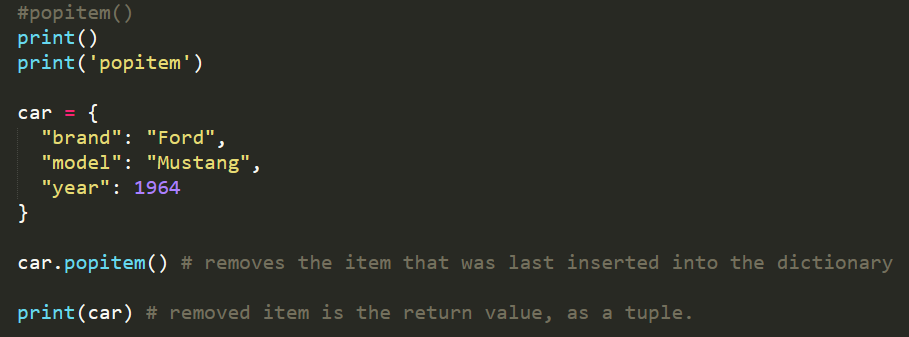 #popitem()
print()
print('popitem')
car = {
"brand": "Ford",
"model": "Mustang",
"year": 1964
}
car.popitem() # removes the item that was last inserted into the dictionary
print(car) # removed item is the return value, as a tuple.